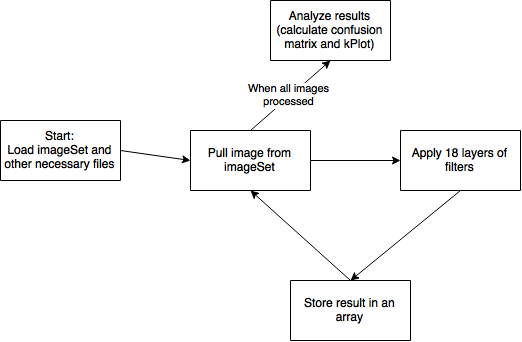 Analyze results
(calculate confusion
matrix and kPlot)
When all images
processed
Start:
Load imageSet and
other necessary files
Pull image from
imageSet
Apply 18 layers of
filters
Store result in an
array